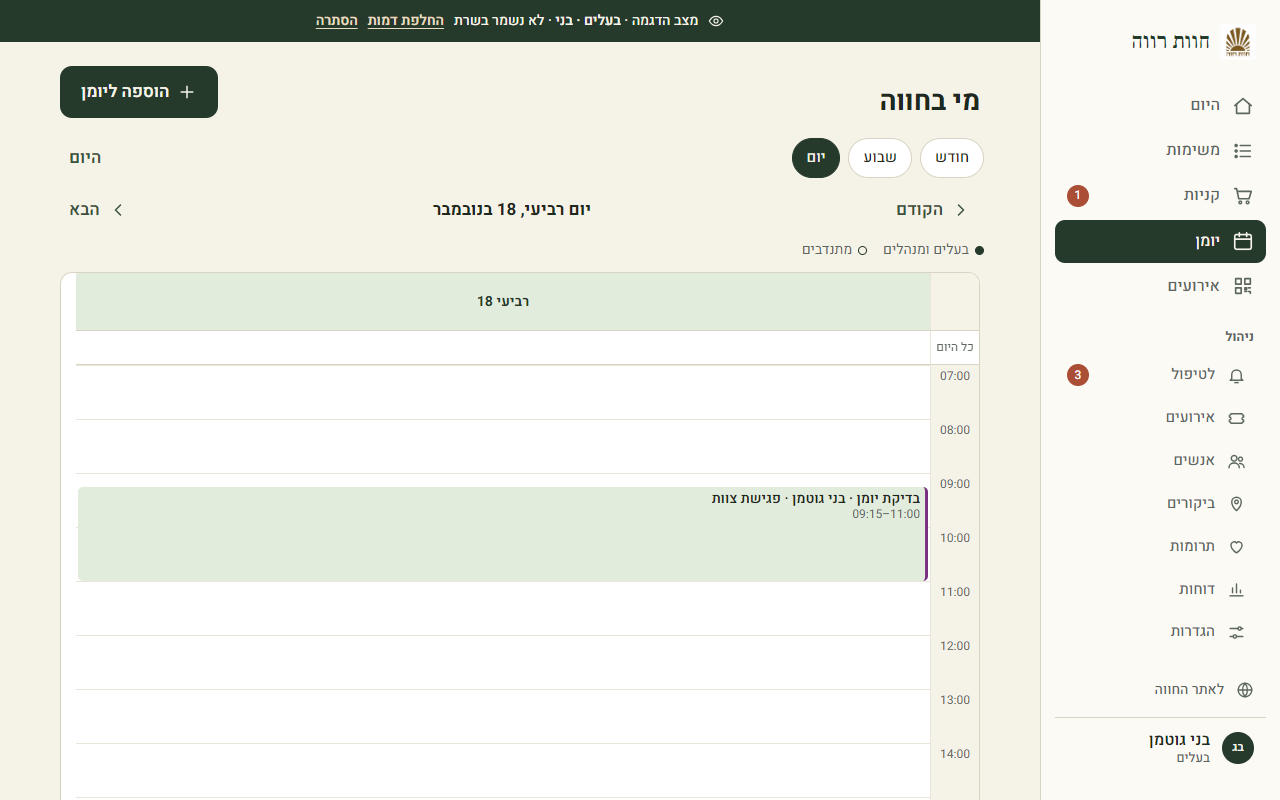 מצב הדגמה · בעלים · בני · לא נשמר בשרת החלפת דמות הסתרה
חוות רווה
היום
משימות
קניות 1
יומן
אירועים
ניהול
לטיפול 3
אירועים
אנשים
ביקורים
תרומות
דוחות
הגדרות
לאתר החווה
בג
בני גוטמן
בעלים
מי בחווה
הוספה ליומן
חודש שבוע יום
היום
הקודם
יום רביעי, 18 בנובמבר
הבא
בעלים ומנהלים מתנדבים
רביעי 18
כל היום
07:00
08:00
09:00
בדיקת יומן · בני גוטמן · פגישת צוות
09:15–11:00
10:00
11:00
12:00
13:00
14:00